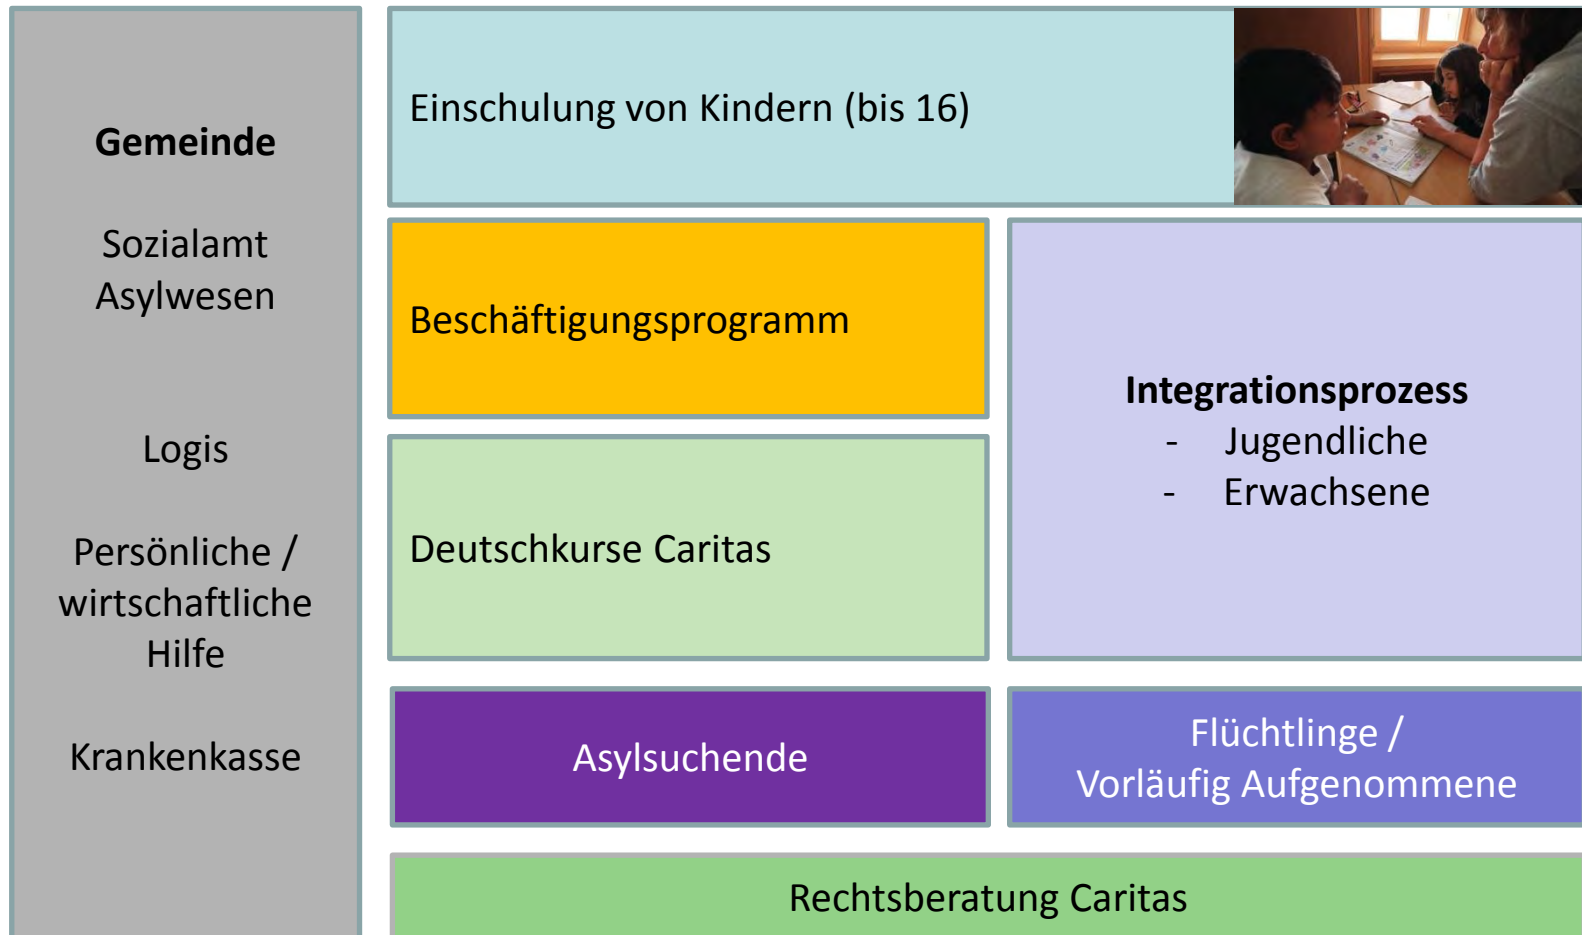 Gemeinde
Sozialamt
Asylwesen
Logis
Persönliche /
wirtschaftliche
Hilfe
Krankenkasse
Einschulung von Kindern (bis 16)
Beschäftigungsprogramm
Deutschkurse Caritas
Integrationsprozess
- Jugendliche
- Erwachsene
Asylsuchende
Flüchtlinge /
Vorläufig Aufgenommene
Rechtsberatung Caritas